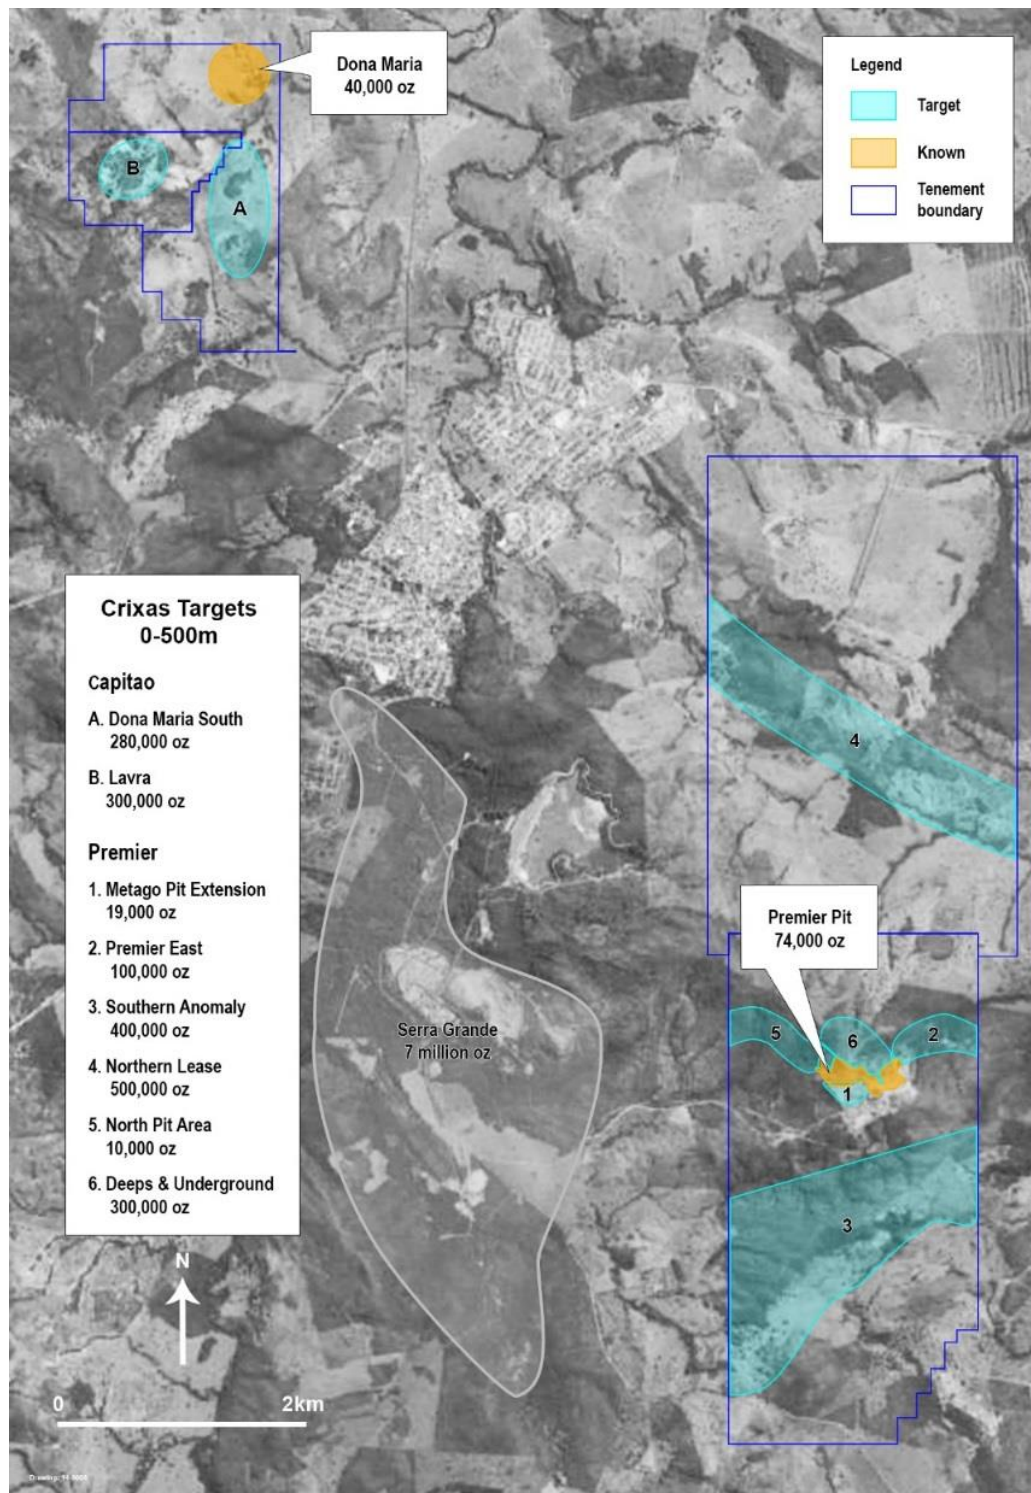 Dona Maria
40,000 oz
Legend
Target
Known
Tenement
boundary
B
A
Crixas Targets
0-500m
Capitao
A. Dona Maria South
280,000 oz
B. Lavra
300,000 oz
Premier
1. Metago Pit Extension
19,000 oz
2. Premier East
100,000 oz
3. Southern Anomaly
400,000 oz
4. Northern Lease
500,000 oz
5. North Pit Area
10,000 oz
6. Deeps & Underground
300,000 oz
4
Premier Pit
74,000 oz
Serra Grande
7 million oz
5
6
2
1
3
N
0
2km